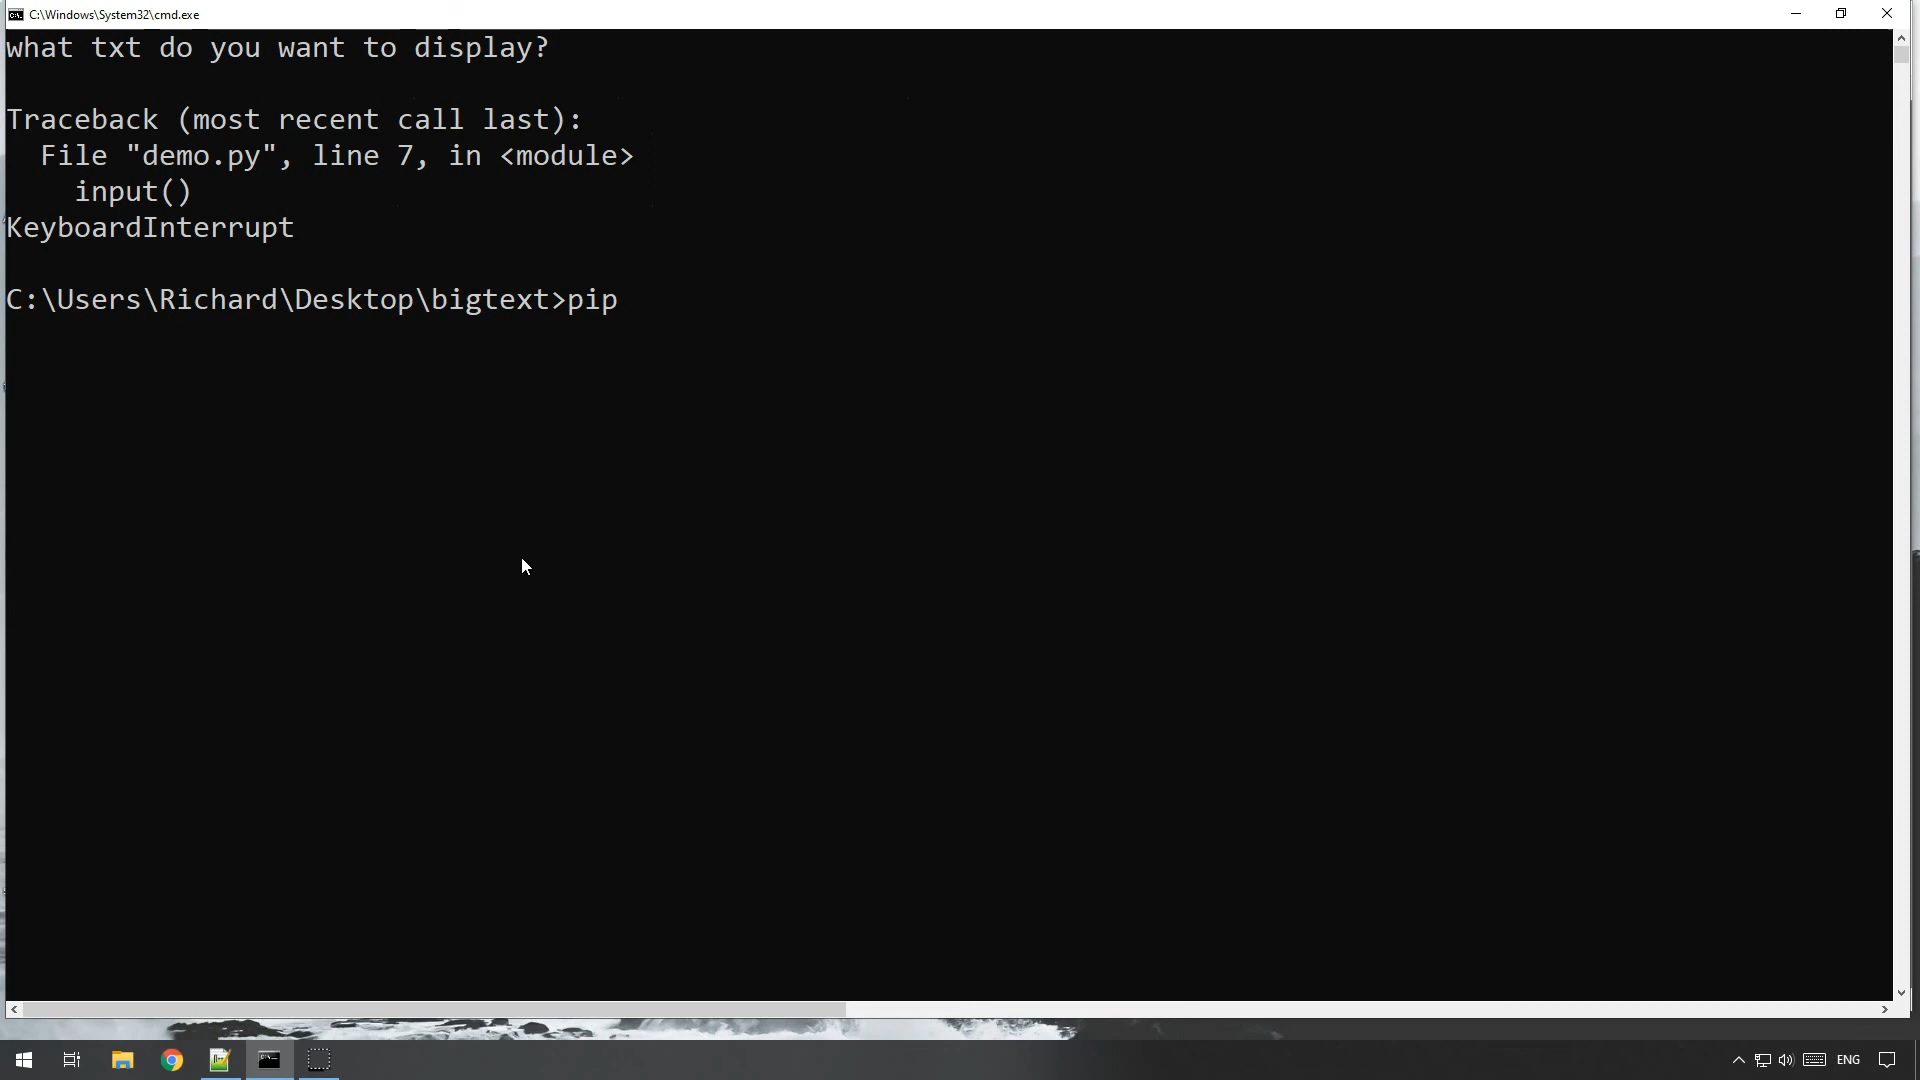 C:\Windows\System32\cmd.exe
what txt do you want to display?
Traceback (most recent call last):
  File "demo.py", line 7, in <module>
    input()
KeyboardInterrupt
C:\Users\Richard\Desktop\bigtext>pip
ENG